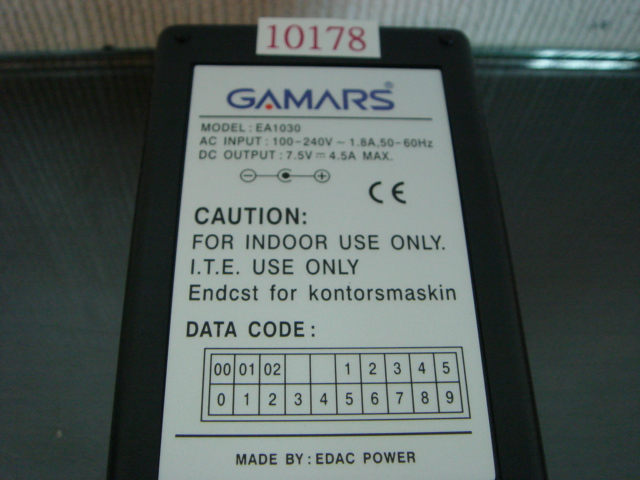 10178
GAMARS®
MODEL : EA1030
AC INPUT : 100-240V ~ 1.8A,50-60Hz
DC OUTPUT : 7.5V ⎓ 4.5A MAX.
CE
CAUTION:
FOR INDOOR USE ONLY.
I.T.E. USE ONLY
Endcst for kontorsmaskin
DATA CODE :
00 01 02 1 2 3 4 5
0 1 2 3 4 5 6 7 8 9
MADE BY : EDAC POWER